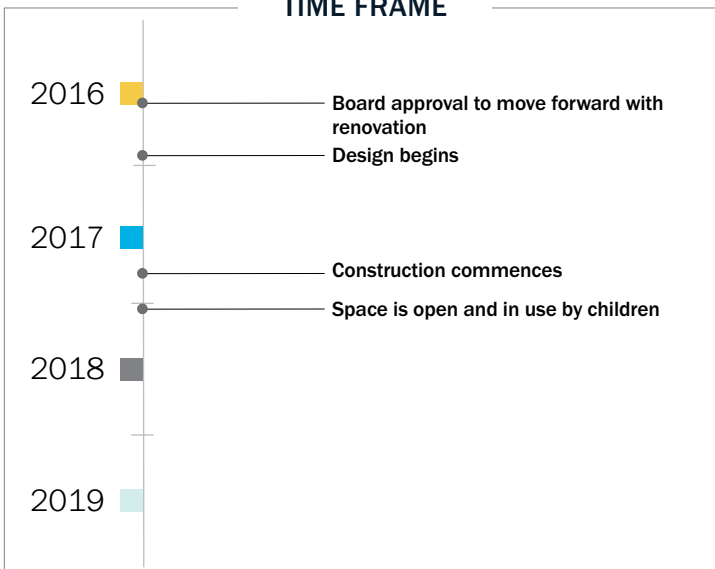 TIME FRAME
2016
Board approval to move forward with
renovation
Design begins
2017
Construction commences
Space is open and in use by children
2018
2019